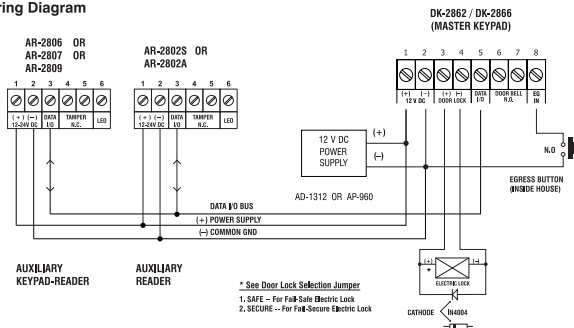 ring Diagram
DK-2862 / DK-2866
(MASTER KEYPAD)
AR-2806 OR
AR-2807 OR
AR-2809
AR-2802S OR
AR-2802A
1 2 3 4 5 6
(+) (–) DATA TAMPER LED
12-24V DC I/O N.C.
1 2 3 4 5 6
(+) (–) DATA TAMPER LED
12-24V DC I/O N.C.
1 2 3 4 5 6 7 8
(+) (–) (+) (–) DATA DOOR BELL EG
12 V DC DOOR LOCK I/O N.O. IN
12 V DC
POWER
SUPPLY
(+)
(–)
AD-1312 OR AP-960
N.O
EGRESS BUTTON
(INSIDE HOUSE)
DATA I/O BUS
(+) POWER SUPPLY
(–) COMMON GND
AUXILIARY
KEYPAD-READER
AUXILIARY
READER
* See Door Lock Selection Jumper
1. SAFE – For Fail-Safe Electric Lock
2. SECURE -- For Fail-Secure Electric Lock
(+) (–)
*
ELECTRIC LOCK
CATHODE IN4004